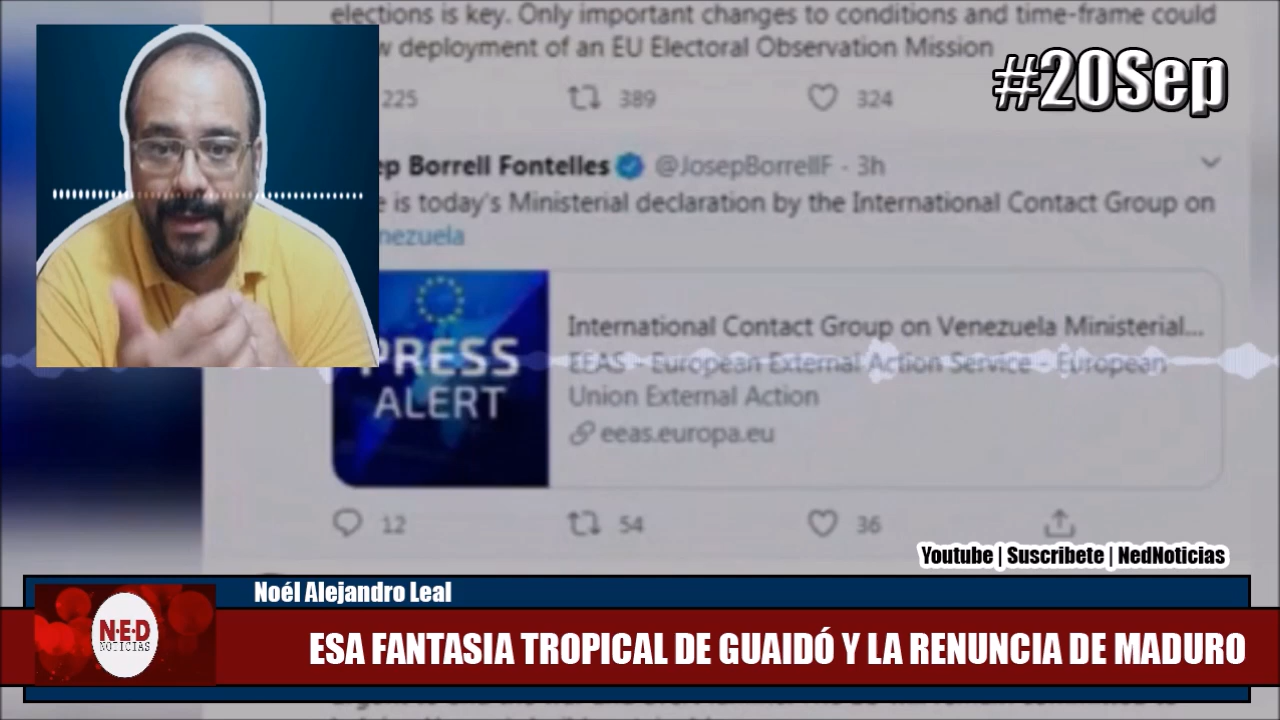 elections is key. Only important changes to conditions and time-frame could
deployment of an EU Electoral Observation Mission
225 389 324
#20Sep
Borrell Fontelles @JosepBorrellF · 3h
is today's Ministerial declaration by the International Contact Group on
PRESS
ALERT
International Contact Group on Venezuela Ministerial...
EEAS - European External Action Service - European
Union External Action
eeas.europa.eu
12 54 36
Youtube | Suscribete | NedNoticias
Noél Alejandro Leal
N·E·D
NOTICIAS
ESA FANTASIA TROPICAL DE GUAIDÓ Y LA RENUNCIA DE MADURO